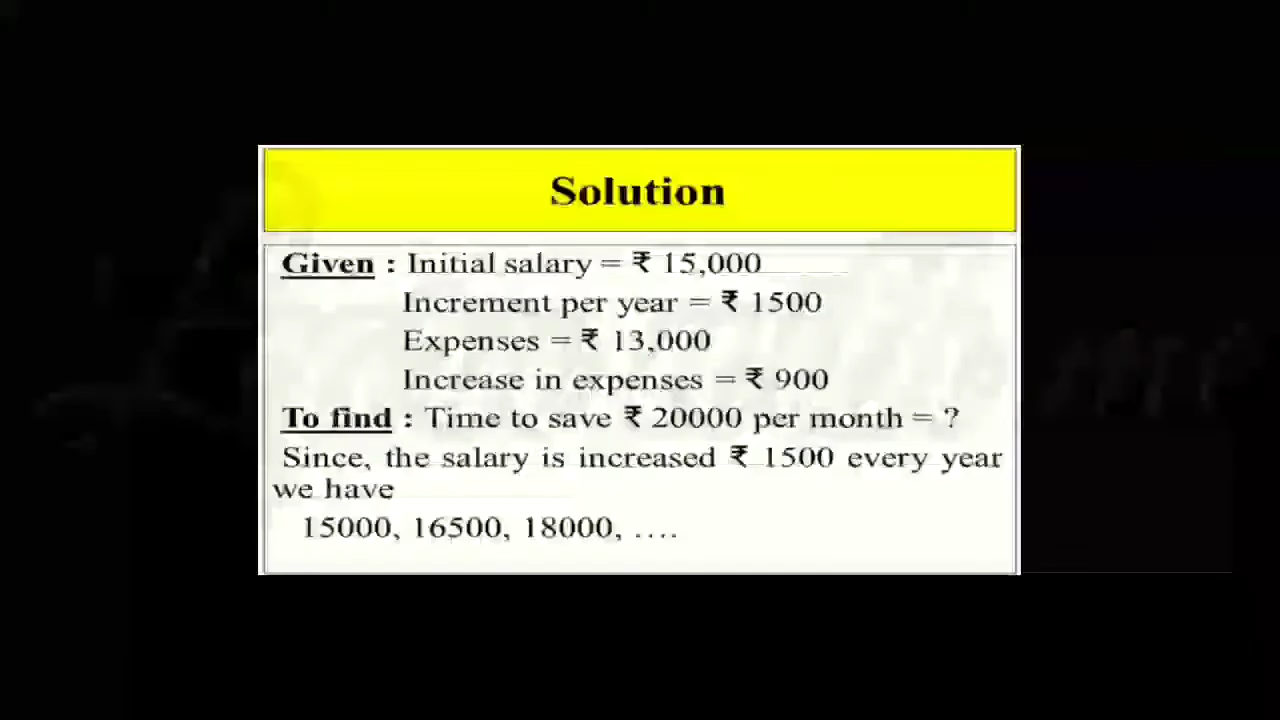 Solution
Given : Initial salary = ₹ 15,000
Increment per year = ₹ 1500
Expenses = ₹ 13,000
Increase in expenses = ₹ 900
To find : Time to save ₹ 20000 per month = ?
Since, the salary is increased ₹ 1500 every year
we have
15000, 16500, 18000, ....